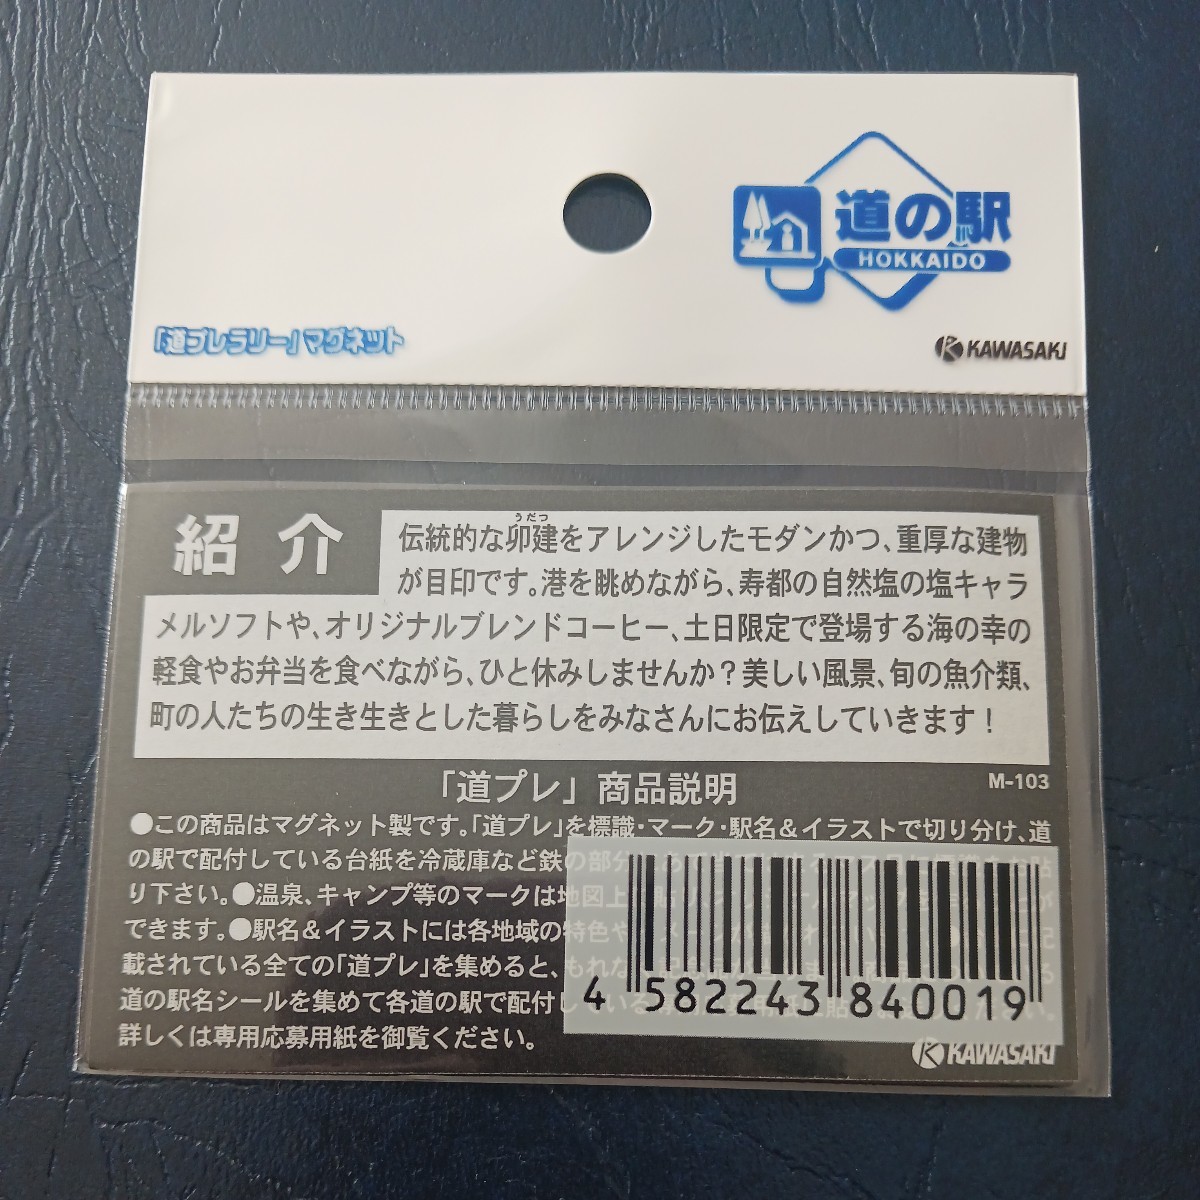 道の駅
HOKKAIDO
「道プレラリー」マグネット
KAWASAKI
紹介
うだつ
伝統的な卯建をアレンジしたモダンかつ、重厚な建物
が目印です。港を眺めながら、寿都の自然塩の塩キャラ
メルソフトや、オリジナルブレンドコーヒー、土日限定で登場する海の幸の
軽食やお弁当を食べながら、ひと休みしませんか?美しい風景、旬の魚介類、
町の人たちの生き生きとした暮らしをみなさんにお伝えしていきます!
「道プレ」商品説明
M-103
●この商品はマグネット製です。「道プレ」を標識・マーク・駅名&イラストで切り分け、道
の駅で配付している台紙を冷蔵庫など鉄の部分
り下さい。●温泉、キャンプ等のマークは地図上
できます。●駅名&イラストには各地域の特色や
載されている全ての「道プレ」を集めると、もれな
道の駅名シールを集めて各道の駅で配付している
詳しくは専用応募用紙を御覧ください。
4 582243 840019
KAWASAKI